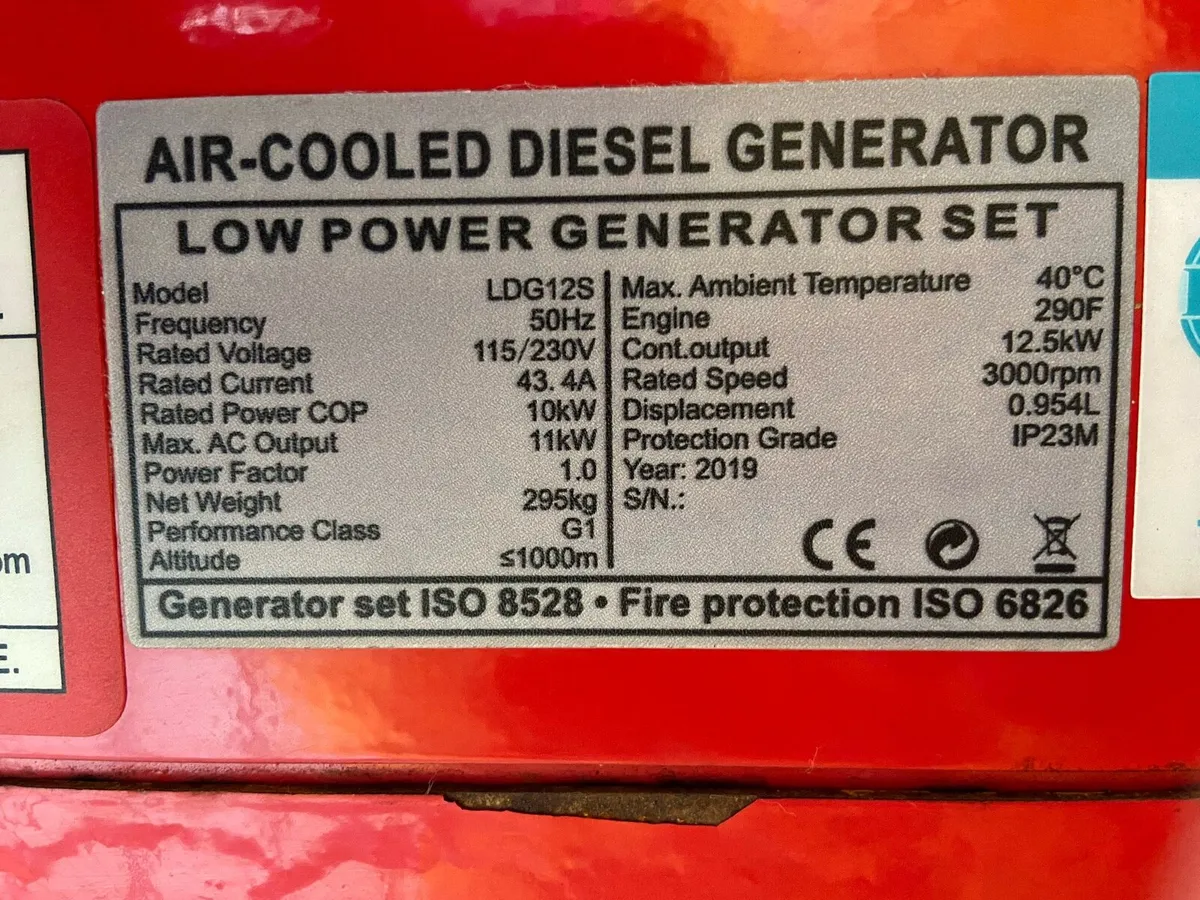 AIR-COOLED DIESEL GENERATOR
LOW POWER GENERATOR SET
Model LDG12S
Frequency 50Hz
Rated Voltage 115/230V
Rated Current 43.4A
Rated Power COP 10kW
Max. AC Output 11kW
Power Factor 1.0
Net Weight 295kg
Performance Class G1
Altitude ≤1000m
Max. Ambient Temperature 40°C
Engine 290F
Cont.output 12.5kW
Rated Speed 3000rpm
Displacement 0.954L
Protection Grade IP23M
Year: 2019
S/N.:
CE
Generator set ISO 8528 • Fire protection ISO 6826
om
E.